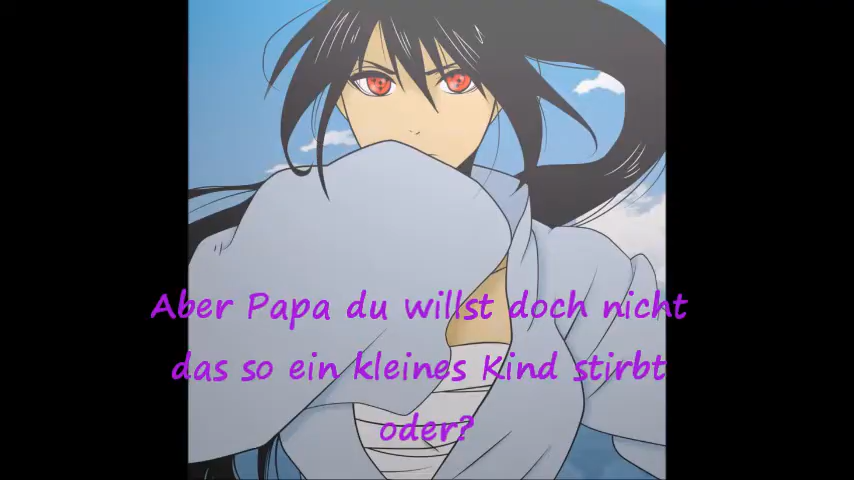 Aber Papa du willst doch nicht
das so ein kleines Kind stirbt
oder?